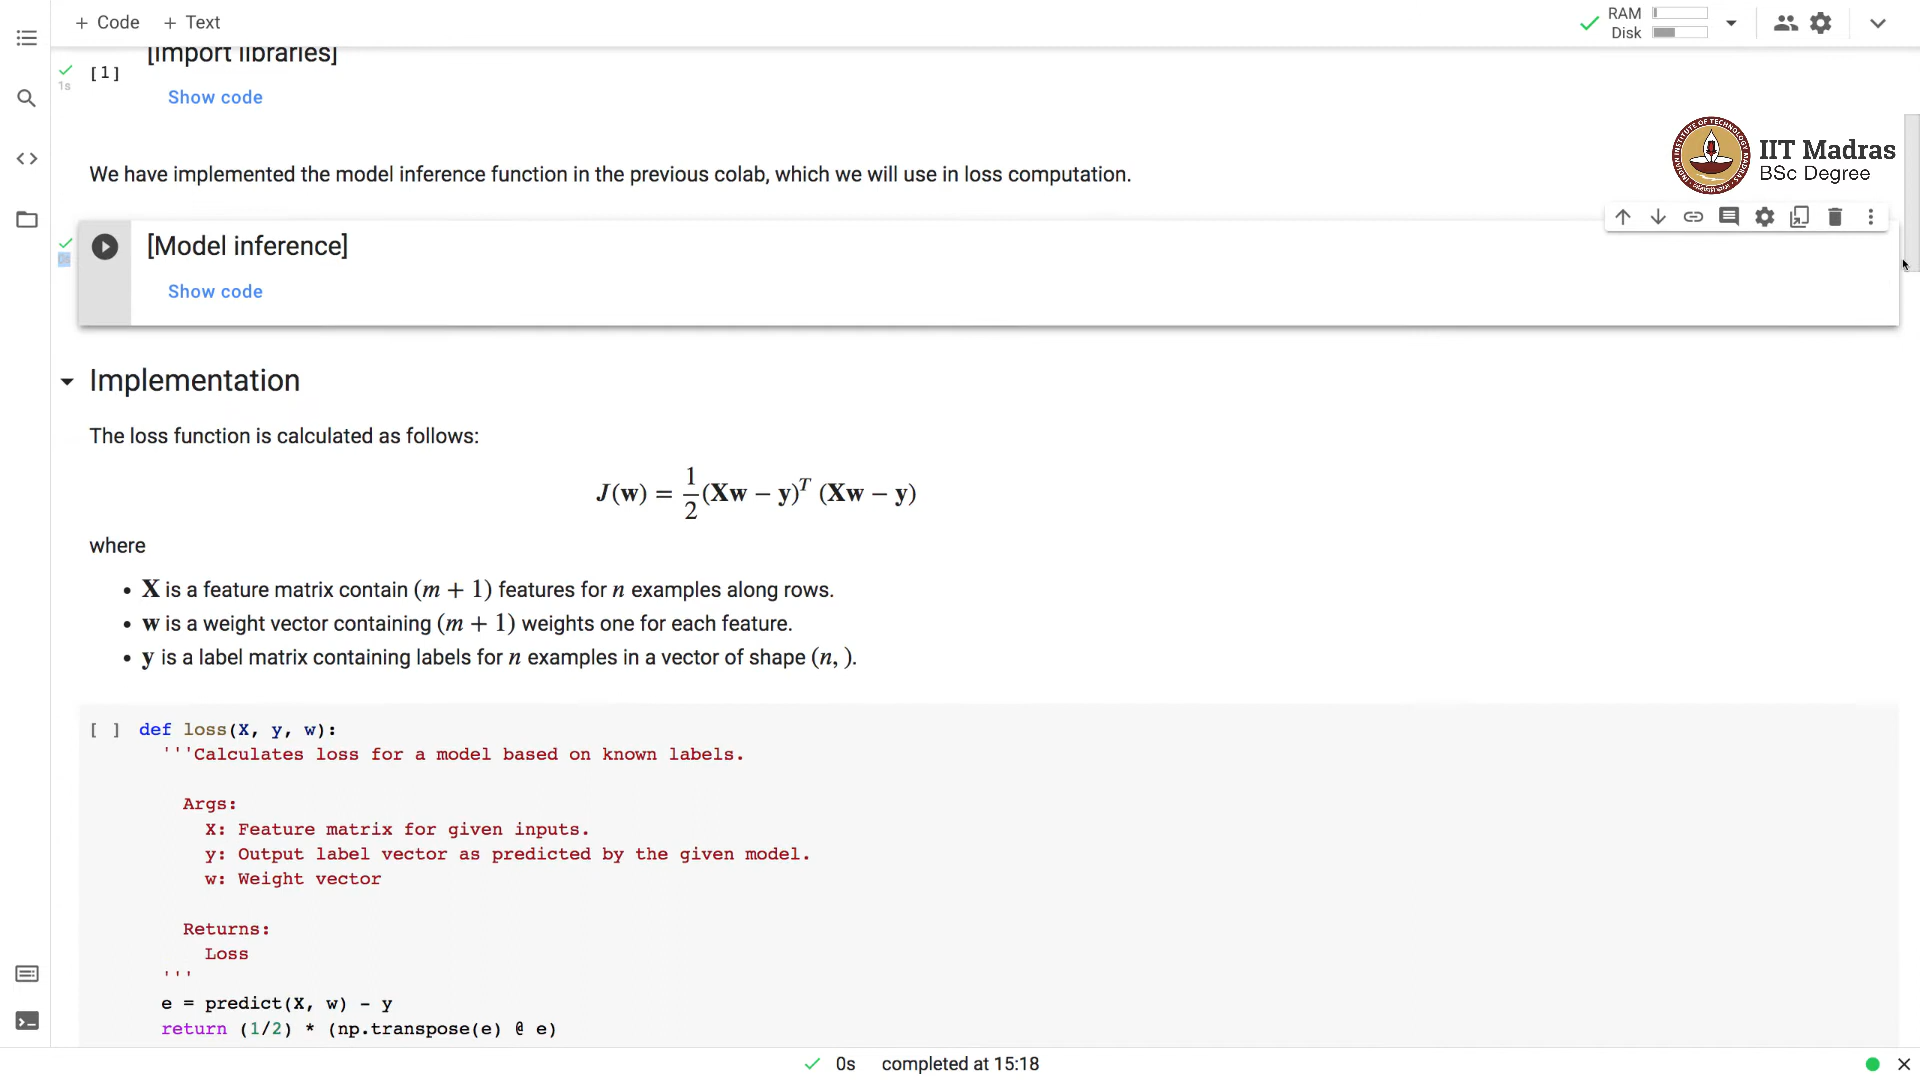 + Code + Text
RAM
Disk
[Import libraries]
[1]
1s
Show code
IIT Madras
BSc Degree
We have implemented the model inference function in the previous colab, which we will use in loss computation.
[Model inference]
0s
Show code
Implementation
The loss function is calculated as follows:
J(w) = 1/2 (Xw − y)^T (Xw − y)
where
• X is a feature matrix contain (m + 1) features for n examples along rows.
• w is a weight vector containing (m + 1) weights one for each feature.
• y is a label matrix containing labels for n examples in a vector of shape (n, ).
[ ] def loss(X, y, w):
'''Calculates loss for a model based on known labels.
Args:
X: Feature matrix for given inputs.
y: Output label vector as predicted by the given model.
w: Weight vector
Returns:
Loss
'''
e = predict(X, w) - y
return (1/2) * (np.transpose(e) @ e)
0s completed at 15:18